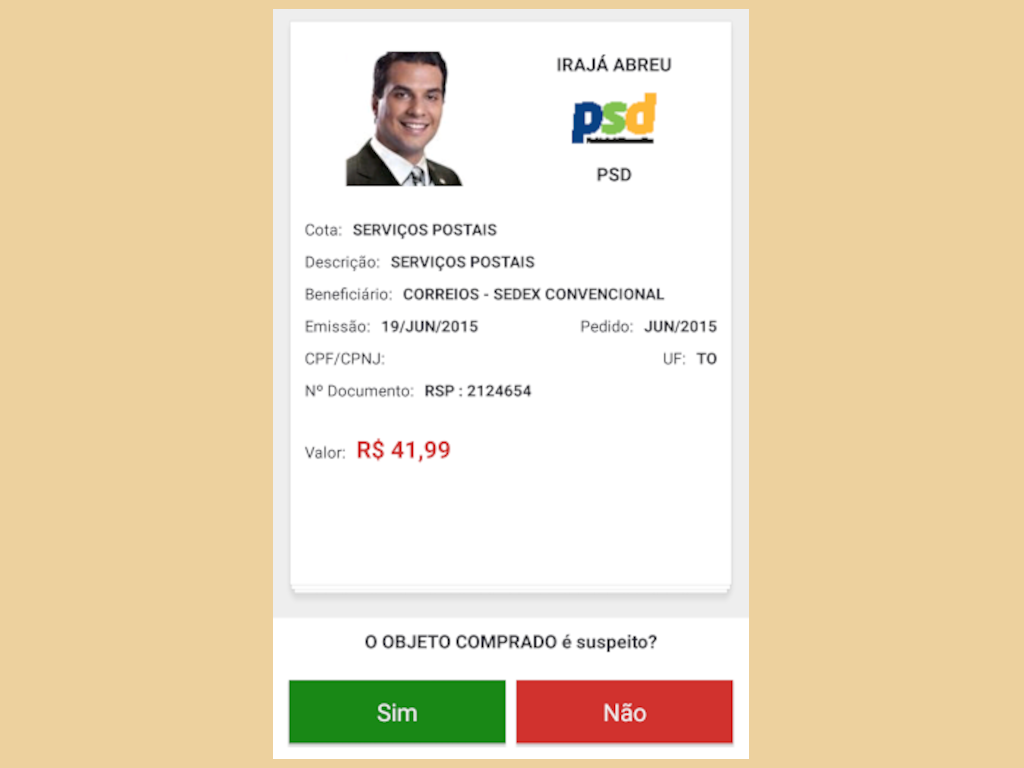 IRAJÁ ABREU
psd
PSD
Cota: SERVIÇOS POSTAIS
Descrição: SERVIÇOS POSTAIS
Beneficiário: CORREIOS - SEDEX CONVENCIONAL
Emissão: 19/JUN/2015 Pedido: JUN/2015
CPF/CPNJ: UF: TO
Nº Documento: RSP : 2124654
Valor: R$ 41,99
O OBJETO COMPRADO é suspeito?
Sim Não